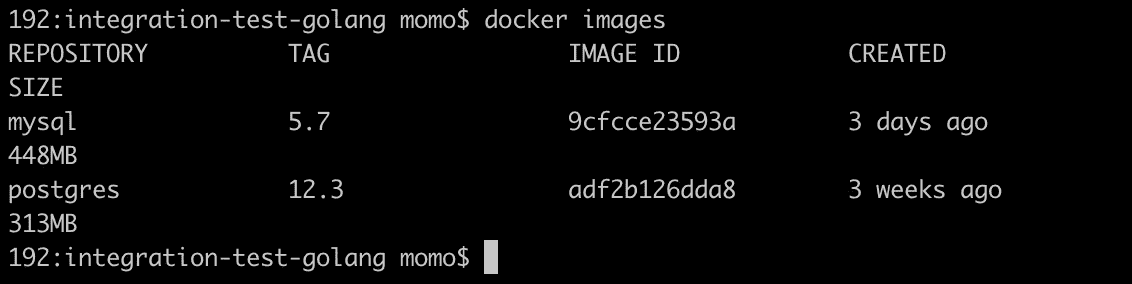 192:integration-test-golang momo$ docker images
REPOSITORY          TAG                 IMAGE ID            CREATED
SIZE
mysql               5.7                 9cfcce23593a        3 days ago
448MB
postgres            12.3                adf2b126dda8        3 weeks ago
313MB
192:integration-test-golang momo$